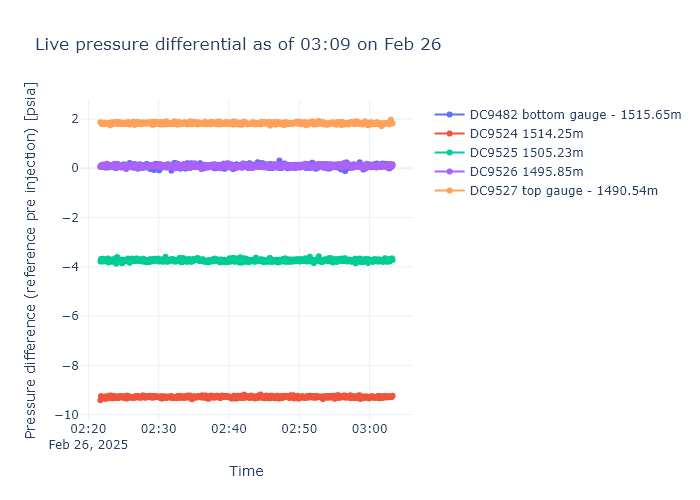 Live pressure differential as of 03:09 on Feb 26
Pressure difference (reference pre injection) [psia]
2
0
−2
−4
−6
−8
−10
02:20
Feb 26, 2025
02:30
02:40
02:50
03:00
Time
DC9482 bottom gauge - 1515.65m
DC9524 1514.25m
DC9525 1505.23m
DC9526 1495.85m
DC9527 top gauge - 1490.54m